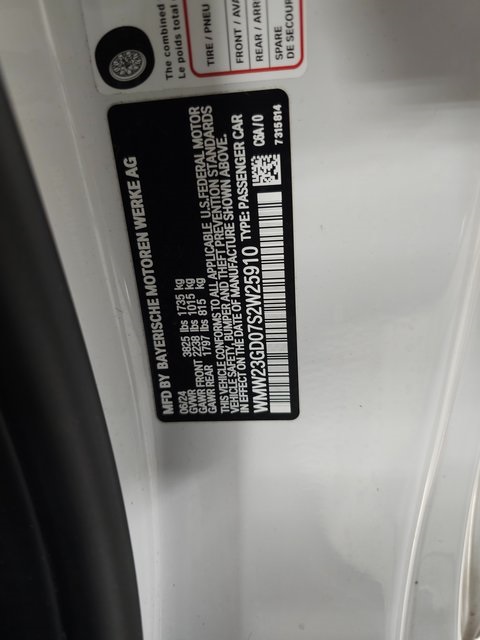 The combined
Le poids total
TIRE / PNEU
FRONT / AVA
REAR / ARR
SPARE
DE SECOUR
MFD BY BAYERISCHE MOTOREN WERKE AG
06/24
GVWR 3825 lbs 1735 kg
GAWR FRONT 2238 lbs 1015 kg
GAWR REAR 1797 lbs 815 kg
THIS VEHICLE CONFORMS TO ALL APPLICABLE U.S.FEDERAL MOTOR
VEHICLE SAFETY, BUMPER AND THEFT PREVENTION STANDARDS
IN EFFECT ON THE DATE OF MANUFACTURE SHOWN ABOVE.
WMW23GD07S2W25910 TYPE: PASSENGER CAR
C6A/0
7 315 814